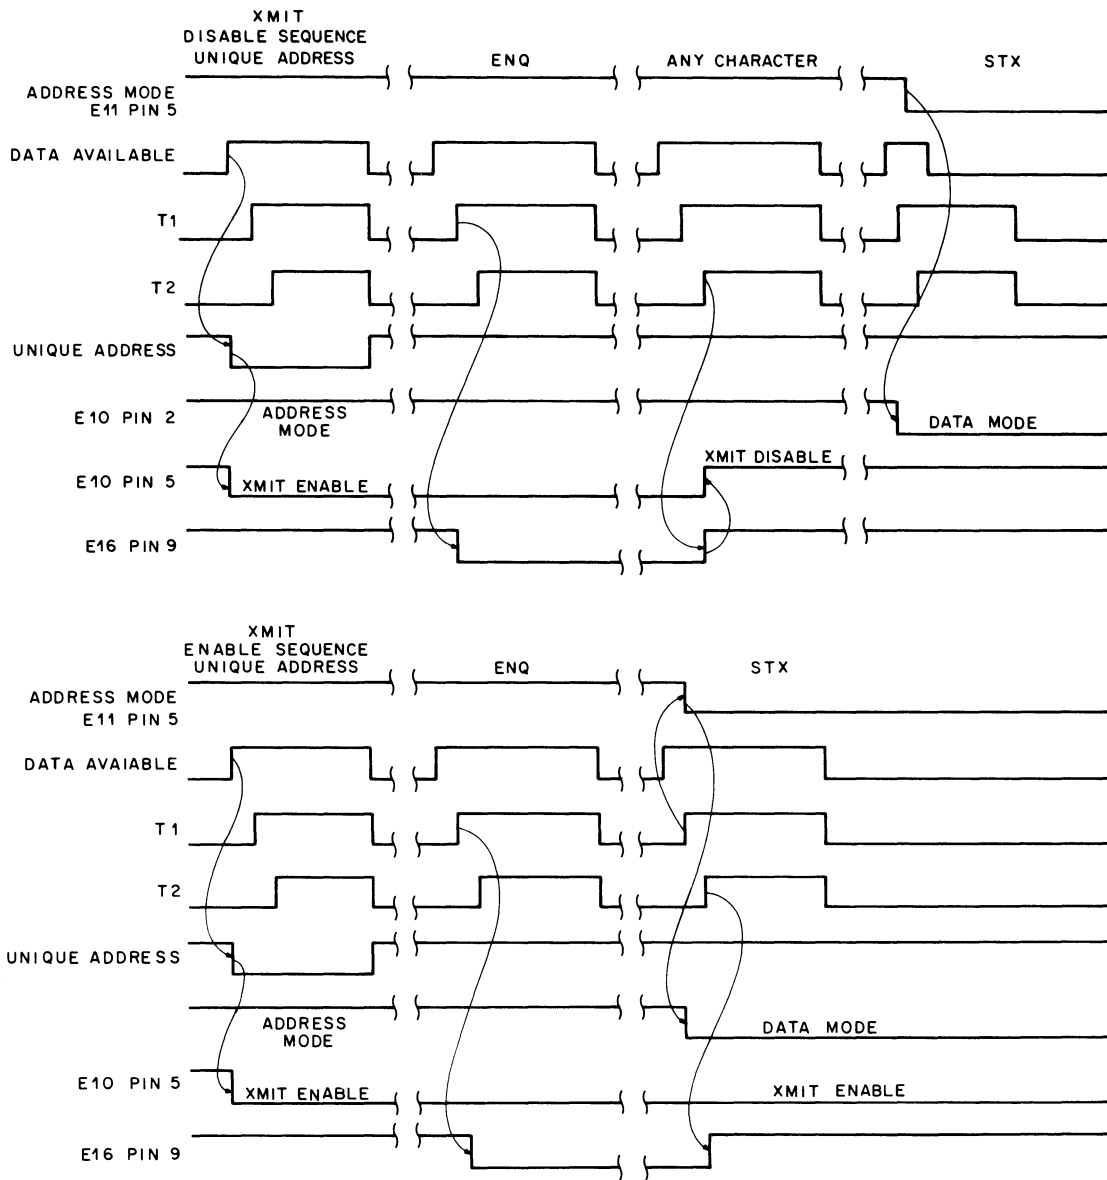 XMIT
DISABLE SEQUENCE
UNIQUE ADDRESS
ENQ
ANY CHARACTER
STX
ADDRESS MODE
E11 PIN 5
DATA AVAILABLE
T1
T2
UNIQUE ADDRESS
E10 PIN 2
ADDRESS
MODE
DATA MODE
E10 PIN 5
XMIT ENABLE
XMIT DISABLE
E16 PIN 9
XMIT
ENABLE SEQUENCE
UNIQUE ADDRESS
ENQ
STX
ADDRESS MODE
E11 PIN 5
DATA AVAIABLE
T1
T2
UNIQUE ADDRESS
ADDRESS
MODE
DATA MODE
E10 PIN 5
XMIT ENABLE
XMIT ENABLE
E16 PIN 9